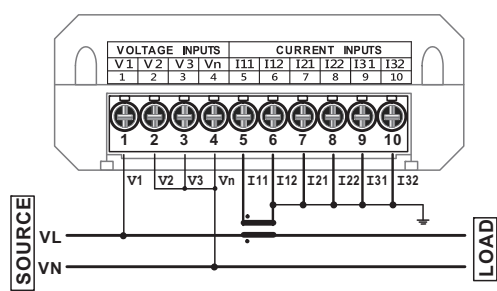 VOLTAGE INPUTS CURRENT INPUTS
V1 V2 V3 Vn I11 I12 I21 I22 I31 I32
1 2 3 4 5 6 7 8 9 10
1 2 3 4 5 6 7 8 9 10
V1 V2 V3 Vn I11 I12 I21 I22 I31 I32
SOURCE
VL
VN
LOAD